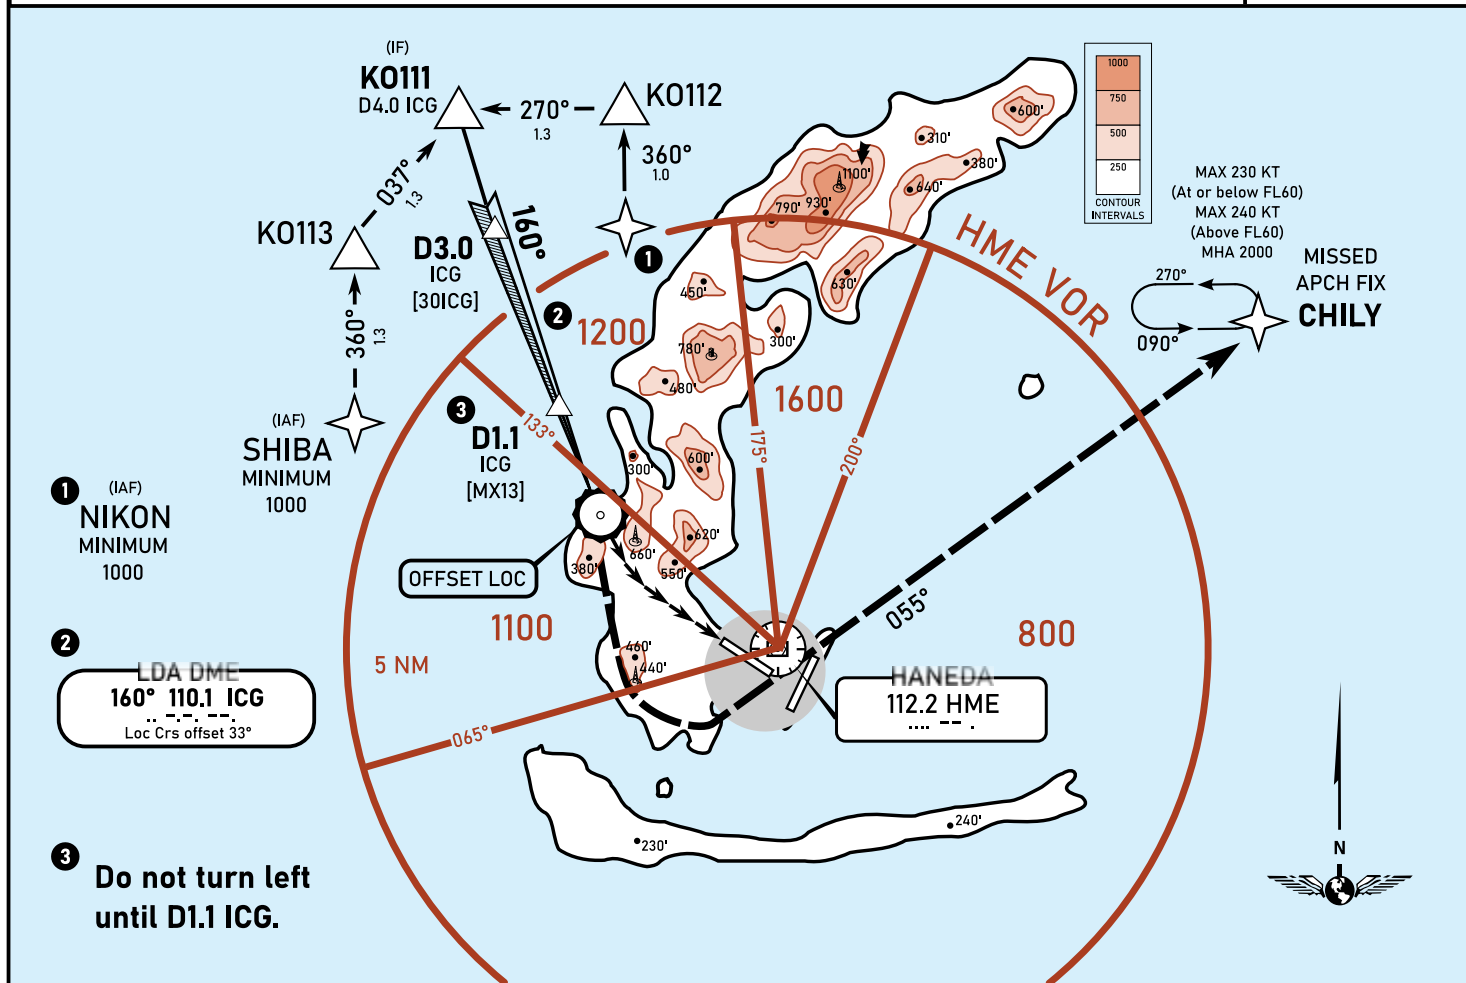 (IF)
KO111
D4.0 ICG
270°
1.3
KO112
360°
1.0
037°
1.3
KO113
360°
1.3
(IAF)
SHIBA
MINIMUM
1000
1
(IAF)
NIKON
MINIMUM
1000
160°
D3.0
ICG
[30ICG]
1
2
1200
3
D1.1
ICG
[MX13]
133°
175°
200°
065°
1600
1100
800
5 NM
HME VOR
OFFSET LOC
600'
310'
380'
1100'
640'
790'
930'
630'
450'
300'
780'
480'
600'
300'
620'
660'
550'
380'
460'
440'
230'
240'
1000
750
500
250
CONTOUR
INTERVALS
MAX 230 KT
(At or below FL60)
MAX 240 KT
(Above FL60)
MHA 2000
270°
090°
MISSED
APCH FIX
CHILY
055°
HANEDA
112.2 HME
.... -- .
2
LDA DME
160° 110.1 ICG
.. -.-. --.
Loc Crs offset 33°
3
Do not turn left
until D1.1 ICG.
N